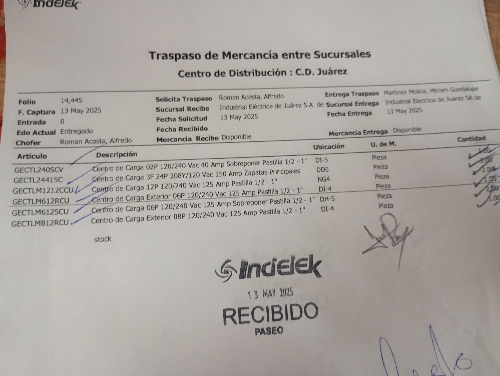 Indelek
Traspaso de Mercancía entre Sucursales
Centro de Distribución : C.D. Juárez
Folio 14,445 Solicita Traspaso Roman Acosta, Alfredo Entrega Traspaso Martinez Molina, Miriam Guadalupe
F. Captura 13 May 2025 Sucursal Recibe Industrial Eléctrica de Juárez S.A. de Sucursal Entrega Industrial Eléctrica de Juárez SA de
Entrada 0 Fecha Solicitud 13 May 2025 Fecha Entrega 13 May 2025
Edo Actual Entregado Fecha Recibido
Chofer Roman Acosta, Alfredo Mercancía Recibe Disponible Mercancía Entrega Disponible
Artículo Descripción Ubicación U. de M. Cantidad
GECTL240SCV Centro de Carga 02P 120/240 Vac 40 Amp Sobreponer Pastilla 1/2 - 1" DI-5 Pieza
GECTL2441SC Centro de Carga 3F 24P 208Y/120 Vac 150 Amp Zapatas Principales DD5 Pieza
GECTLM1212CCU Centro de Carga 12P 120/240 Vac 125 Amp Pastilla 1/2 - 1" NG4 Pieza
GECTLM612RCU Centro de Carga Exterior 06P 120/240 Vac 125 Amp Pastilla 1/2 - 1" DI-4 Pieza
GECTLM612SCU Centro de Carga 06P 120/240 Vac 125 Amp Sobreponer Pastilla 1/2 - 1" DH-5 Pieza
GECTLM812RCU Centro de Carga Exterior 08P 120/240 Vac 125 Amp Pastilla 1/2 - 1" DI-4 Pieza
stock
Indelek
13 MAY 2025
RECIBIDO
PASEO